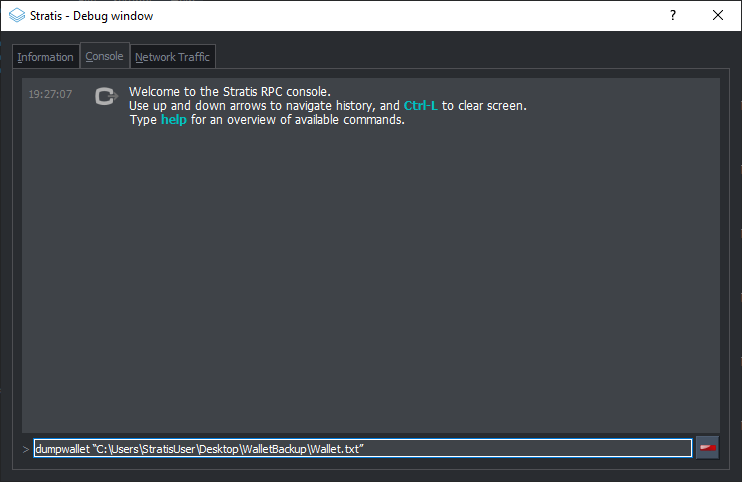 Stratis - Debug window
Information Console Network Traffic
19:27:07 Welcome to the Stratis RPC console.
Use up and down arrows to navigate history, and Ctrl-L to clear screen.
Type help for an overview of available commands.
> dumpwallet “C:\Users\StratisUser\Desktop\WalletBackup\Wallet.txt”